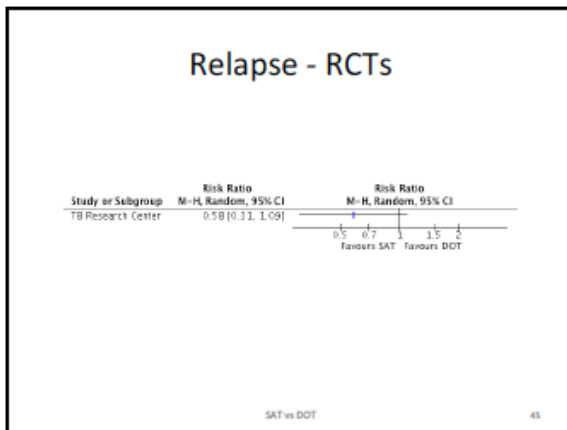 Relapse - RCTs
Risk Ratio Risk Ratio
Study or Subgroup M-H, Random, 95% CI M-H, Random, 95% CI
TB Research Center 0.58 [0.31, 1.09]
0.5 0.7 1 1.5 2
Favours SAT Favours DOT
SAT vs DOT 45